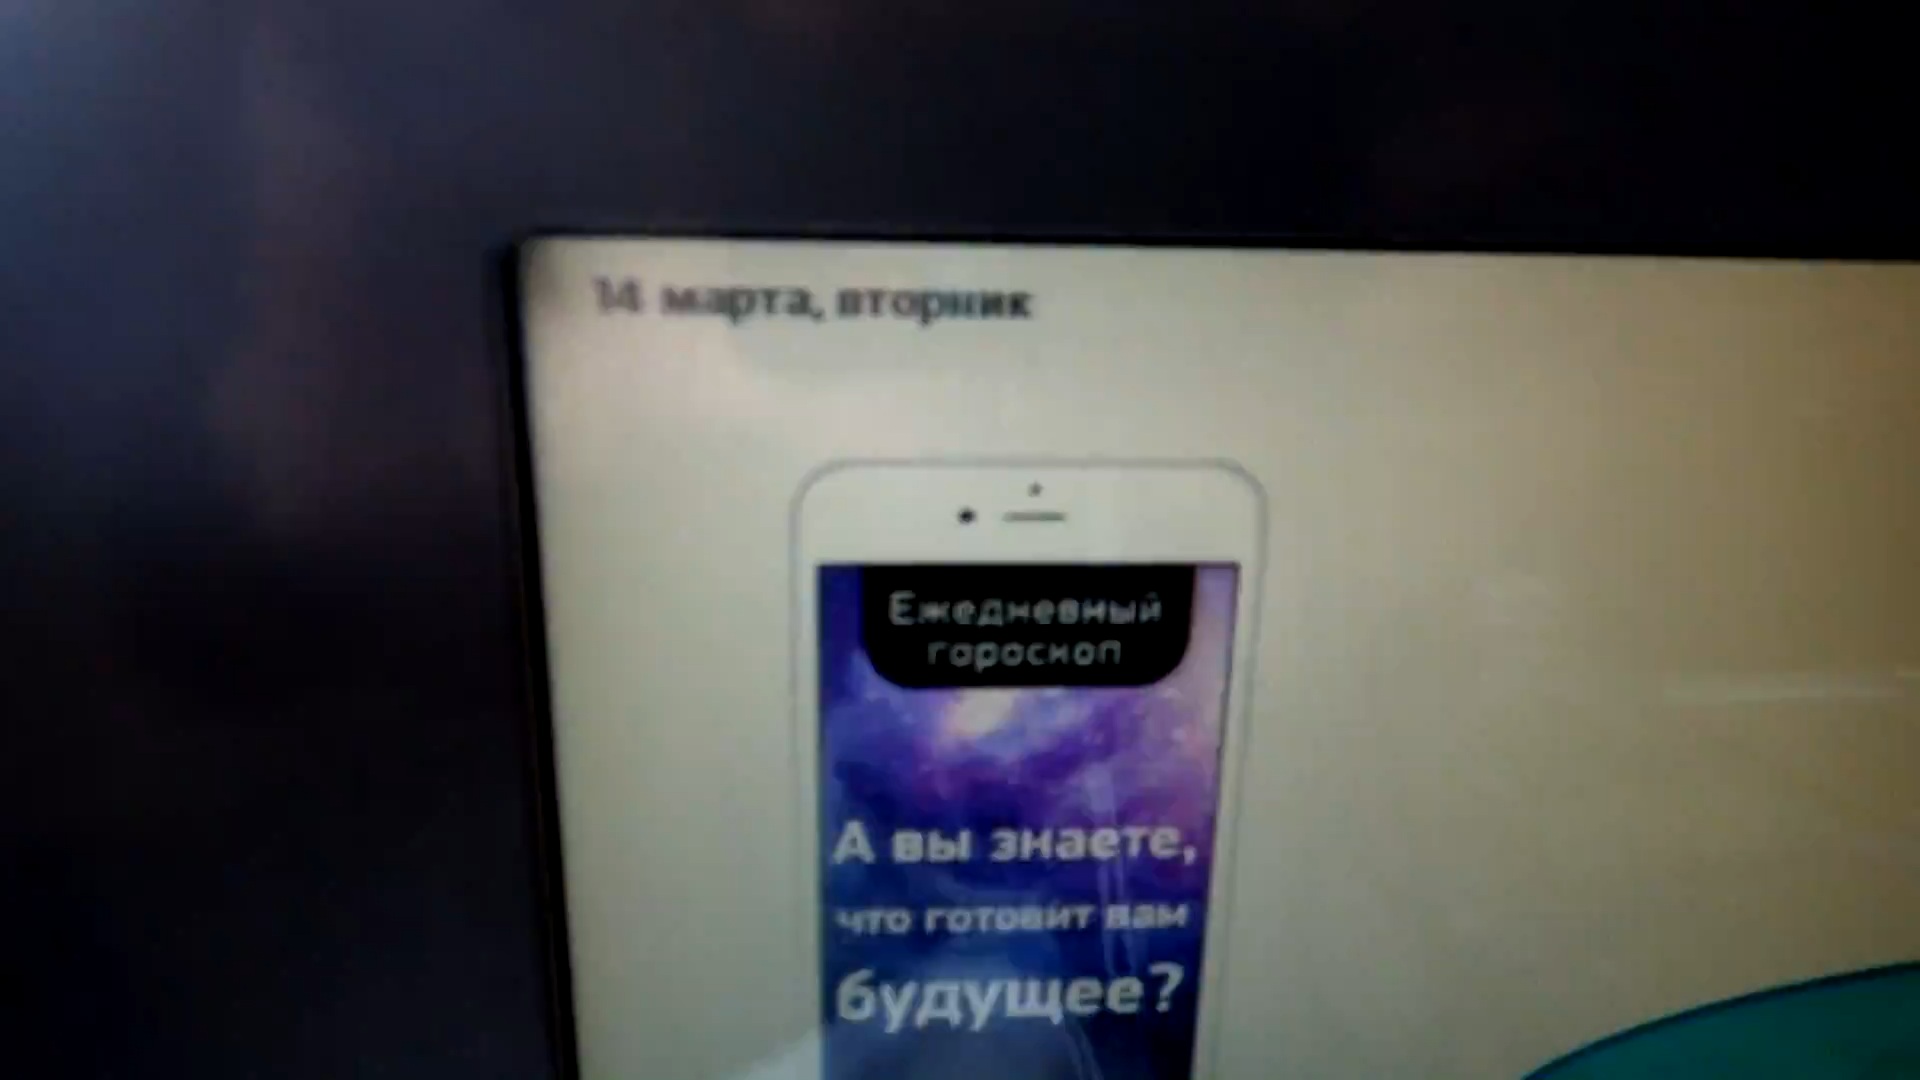 14 марта, вторник
Ежедневный
гороскоп
А вы знаете,
что готовит вам
будущее?